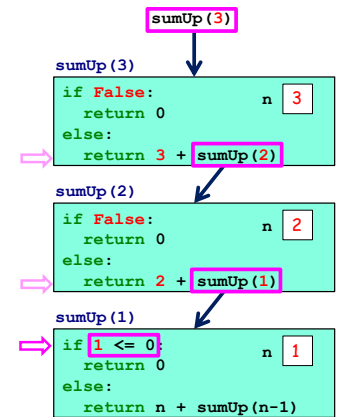 sumUp(3)
sumUp(3)
if False: n 3
return 0
else:
return 3 + sumUp(2)
sumUp(2)
if False: n 2
return 0
else:
return 2 + sumUp(1)
sumUp(1)
if 1 <= 0: n 1
return 0
else:
return n + sumUp(n-1)